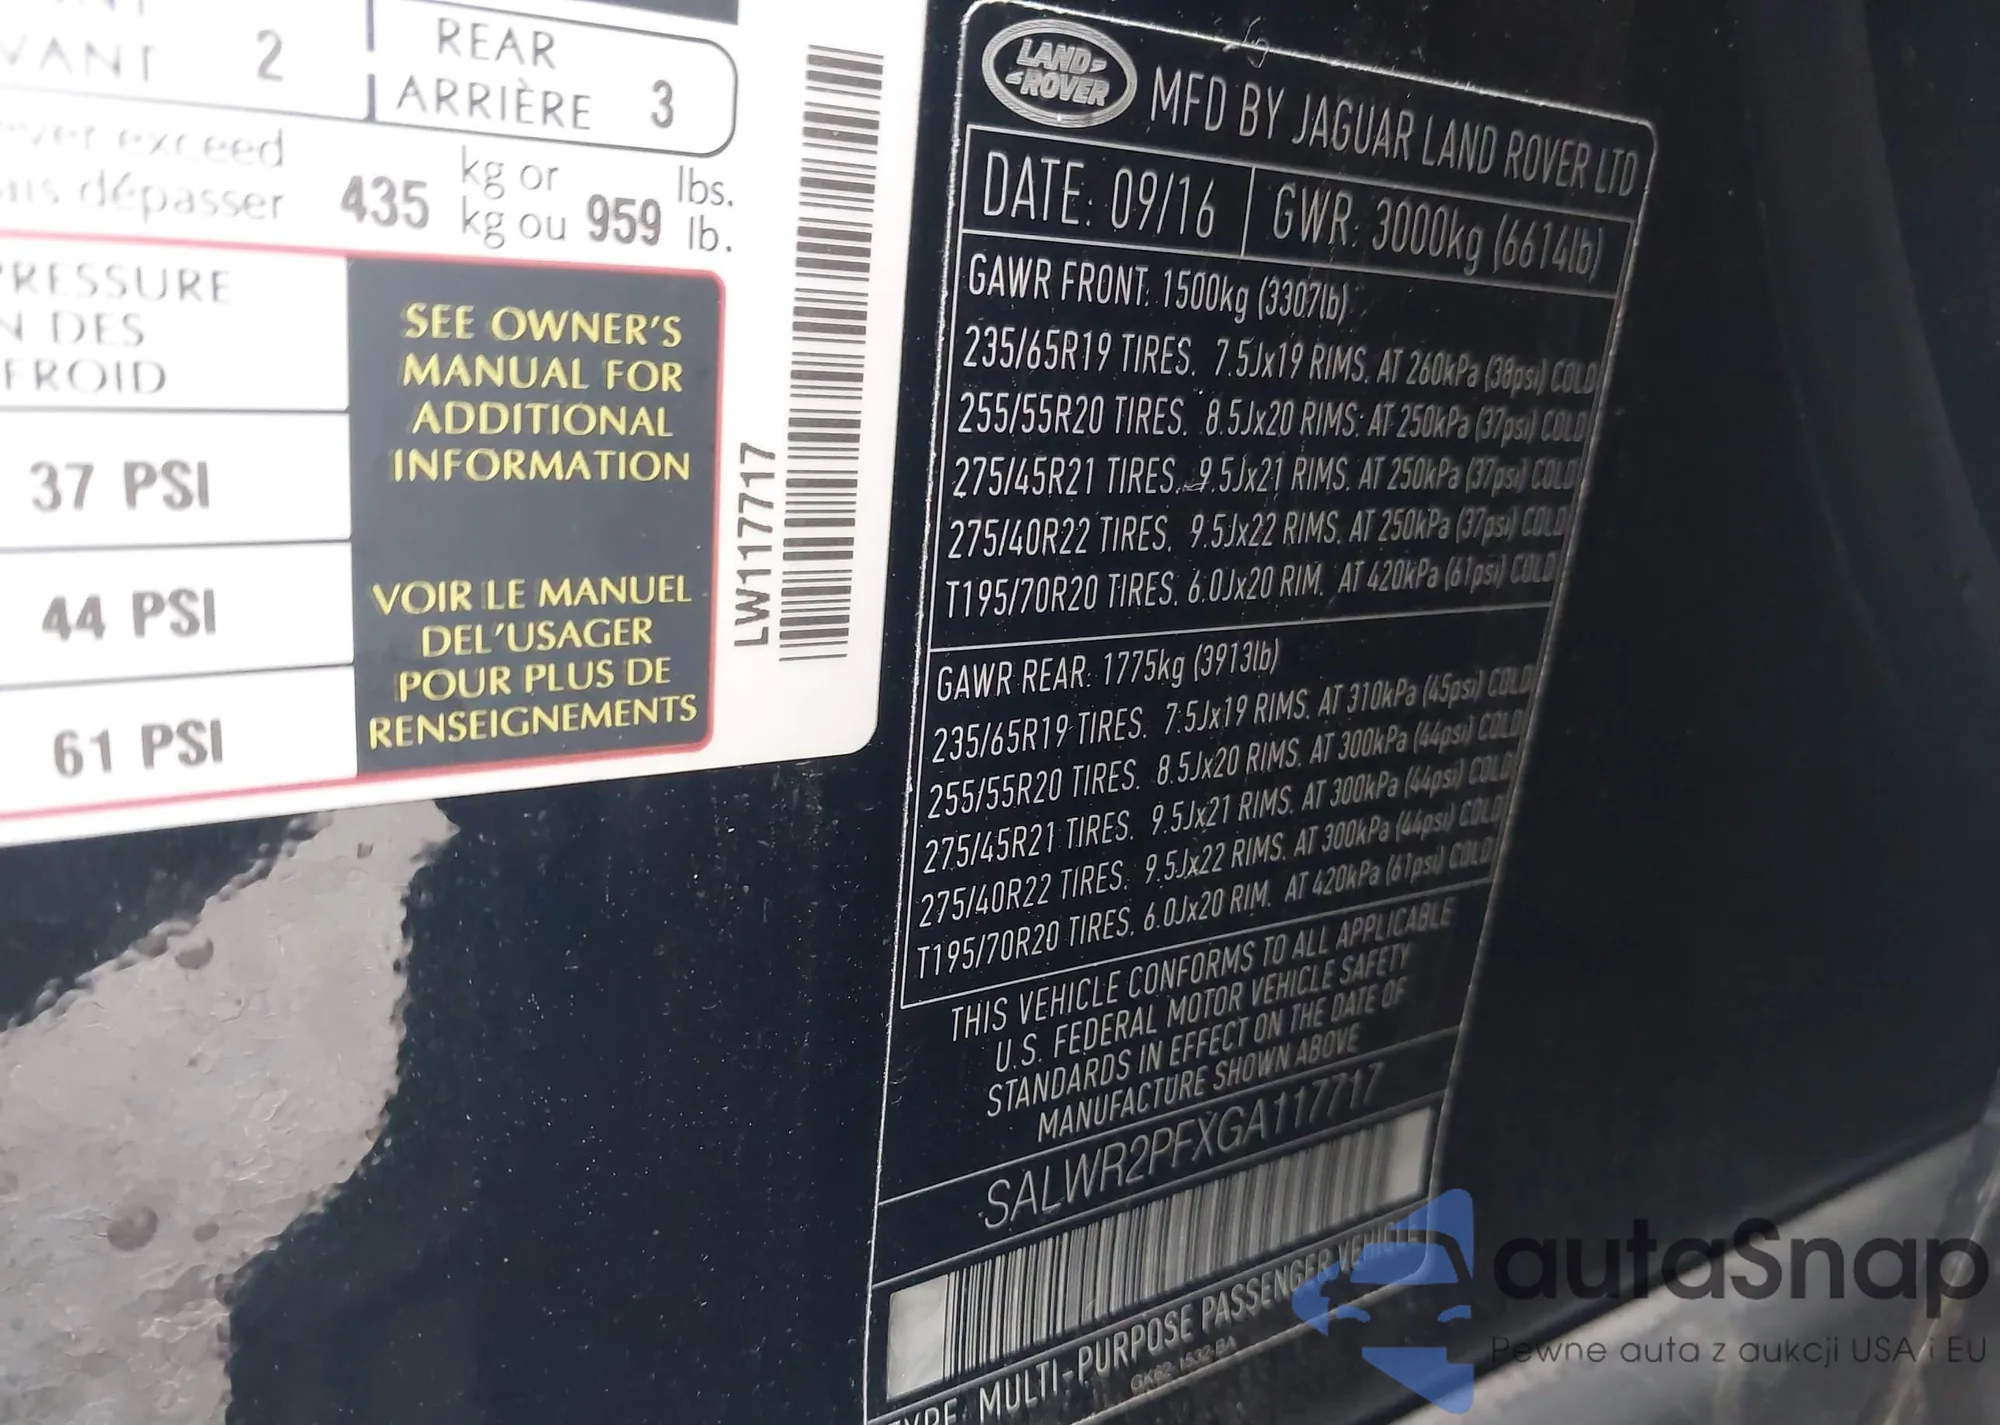 VANT 2
REAR
ARRIÈRE 3
ver exceed
ais dépasser 435 kg or 959 lbs.
kg ou lb.
PRESSURE
N DES
FROID
37 PSI
44 PSI
61 PSI
SEE OWNER'S
MANUAL FOR
ADDITIONAL
INFORMATION
VOIR LE MANUEL
DEL'USAGER
POUR PLUS DE
RENSEIGNEMENTS
LW117717
LAND
ROVER
MFD BY JAGUAR LAND ROVER LTD
DATE: 09/16 GWR: 3000kg (6614lb)
GAWR FRONT: 1500kg (3307lb)
235/65R19 TIRES. 7.5Jx19 RIMS. AT 260kPa (38psi) COLD
255/55R20 TIRES. 8.5Jx20 RIMS. AT 250kPa (37psi) COLD
275/45R21 TIRES. 9.5Jx21 RIMS. AT 250kPa (37psi) COLD
275/40R22 TIRES. 9.5Jx22 RIMS. AT 250kPa (37psi) COLD
T195/70R20 TIRES. 6.0Jx20 RIM. AT 420kPa (61psi) COLD
GAWR REAR: 1775kg (3913lb)
235/65R19 TIRES. 7.5Jx19 RIMS. AT 310kPa (45psi) COLD
255/55R20 TIRES. 8.5Jx20 RIMS. AT 300kPa (44psi) COLD
275/45R21 TIRES. 9.5Jx21 RIMS. AT 300kPa (44psi) COLD
275/40R22 TIRES. 9.5Jx22 RIMS. AT 300kPa (44psi) COLD
T195/70R20 TIRES. 6.0Jx20 RIM. AT 420kPa (61psi) COLD
THIS VEHICLE CONFORMS TO ALL APPLICABLE
U.S. FEDERAL MOTOR VEHICLE SAFETY
STANDARDS IN EFFECT ON THE DATE OF
MANUFACTURE SHOWN ABOVE
SALWR2PFXGA117717
TYPE: MULTI-PURPOSE PASSENGER VEHICLE
GK62-1532-BA
autaSnap
Pewne auta z aukcji USA i EU